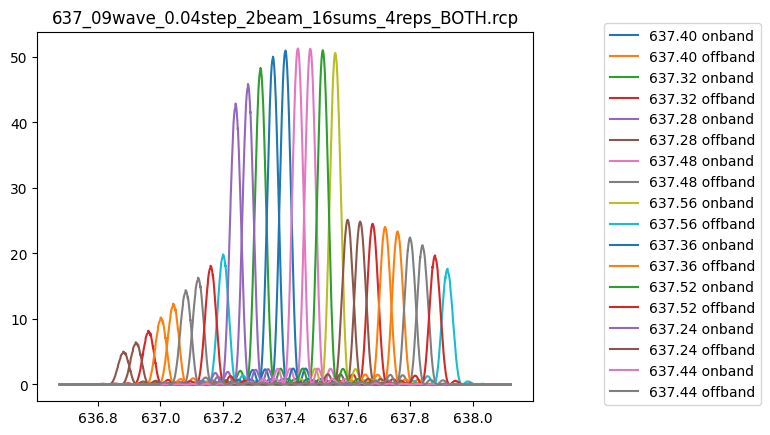 637_09wave_0.04step_2beam_16sums_4reps_BOTH.rcp
50
40
30
20
10
0
636.8 637.0 637.2 637.4 637.6 637.8 638.0
637.40 onband
637.40 offband
637.32 onband
637.32 offband
637.28 onband
637.28 offband
637.48 onband
637.48 offband
637.56 onband
637.56 offband
637.36 onband
637.36 offband
637.52 onband
637.52 offband
637.24 onband
637.24 offband
637.44 onband
637.44 offband